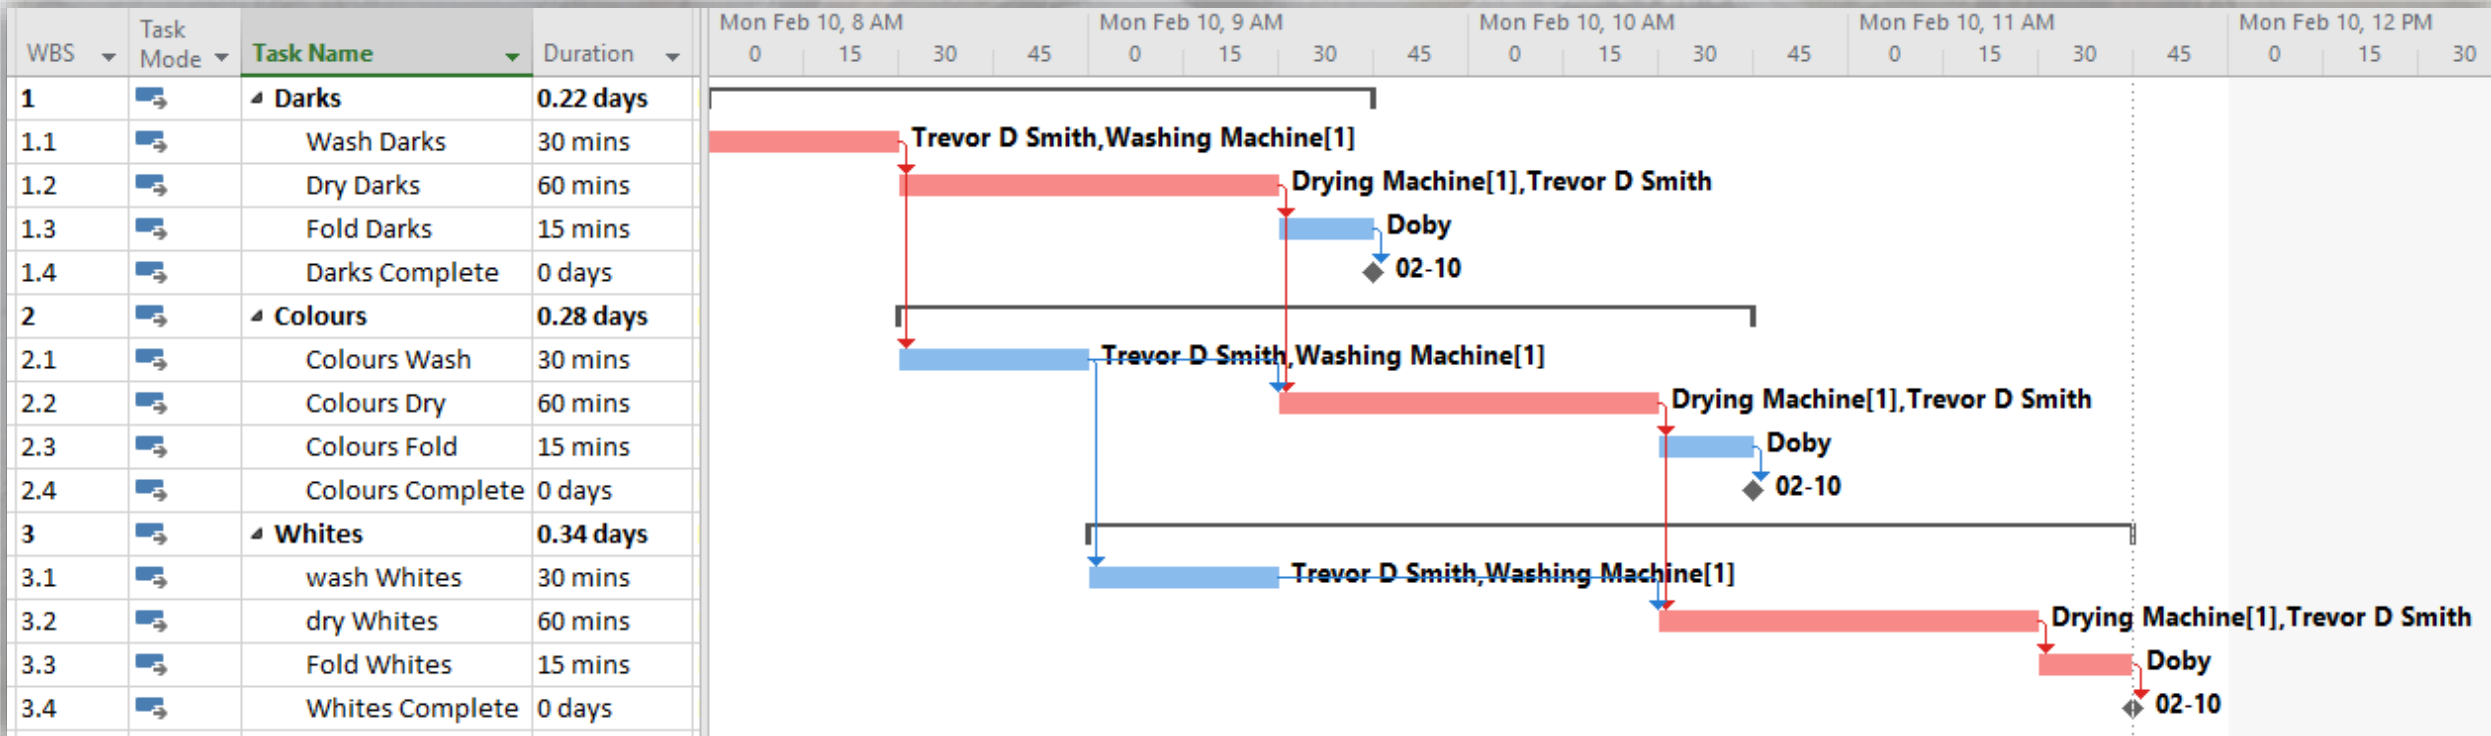 Mon Feb 10, 8 AM Mon Feb 10, 9 AM Mon Feb 10, 10 AM Mon Feb 10, 11 AM Mon Feb 10, 12 PM
WBS Task Mode Task Name Duration 0 15 30 45 0 15 30 45 0 15 30 45 0 15 30 45 0 15 30
1 Darks 0.22 days
1.1 Wash Darks 30 mins Trevor D Smith,Washing Machine[1]
1.2 Dry Darks 60 mins Drying Machine[1],Trevor D Smith
1.3 Fold Darks 15 mins Doby
1.4 Darks Complete 0 days 02-10
2 Colours 0.28 days
2.1 Colours Wash 30 mins Trevor D Smith,Washing Machine[1]
2.2 Colours Dry 60 mins Drying Machine[1],Trevor D Smith
2.3 Colours Fold 15 mins Doby
2.4 Colours Complete 0 days 02-10
3 Whites 0.34 days
3.1 wash Whites 30 mins Trevor D Smith,Washing Machine[1]
3.2 dry Whites 60 mins Drying Machine[1],Trevor D Smith
3.3 Fold Whites 15 mins Doby
3.4 Whites Complete 0 days 02-10